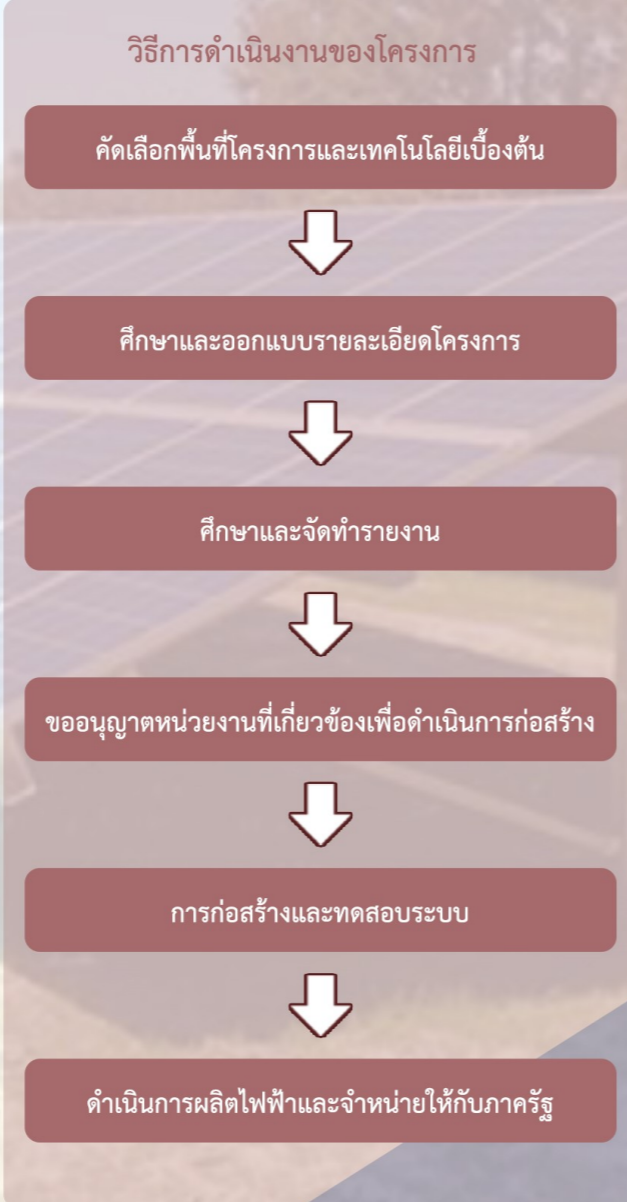 วิธีการดำเนินงานของโครงการ
คัดเลือกพื้นที่โครงการและเทคโนโลยีเบื้องต้น
ศึกษาและออกแบบรายละเอียดโครงการ
ศึกษาและจัดทำรายงาน
ขออนุญาตหน่วยงานที่เกี่ยวข้องเพื่อดำเนินการก่อสร้าง
การก่อสร้างและทดสอบระบบ
ดำเนินการผลิตไฟฟ้าและจำหน่ายให้กับภาครัฐ